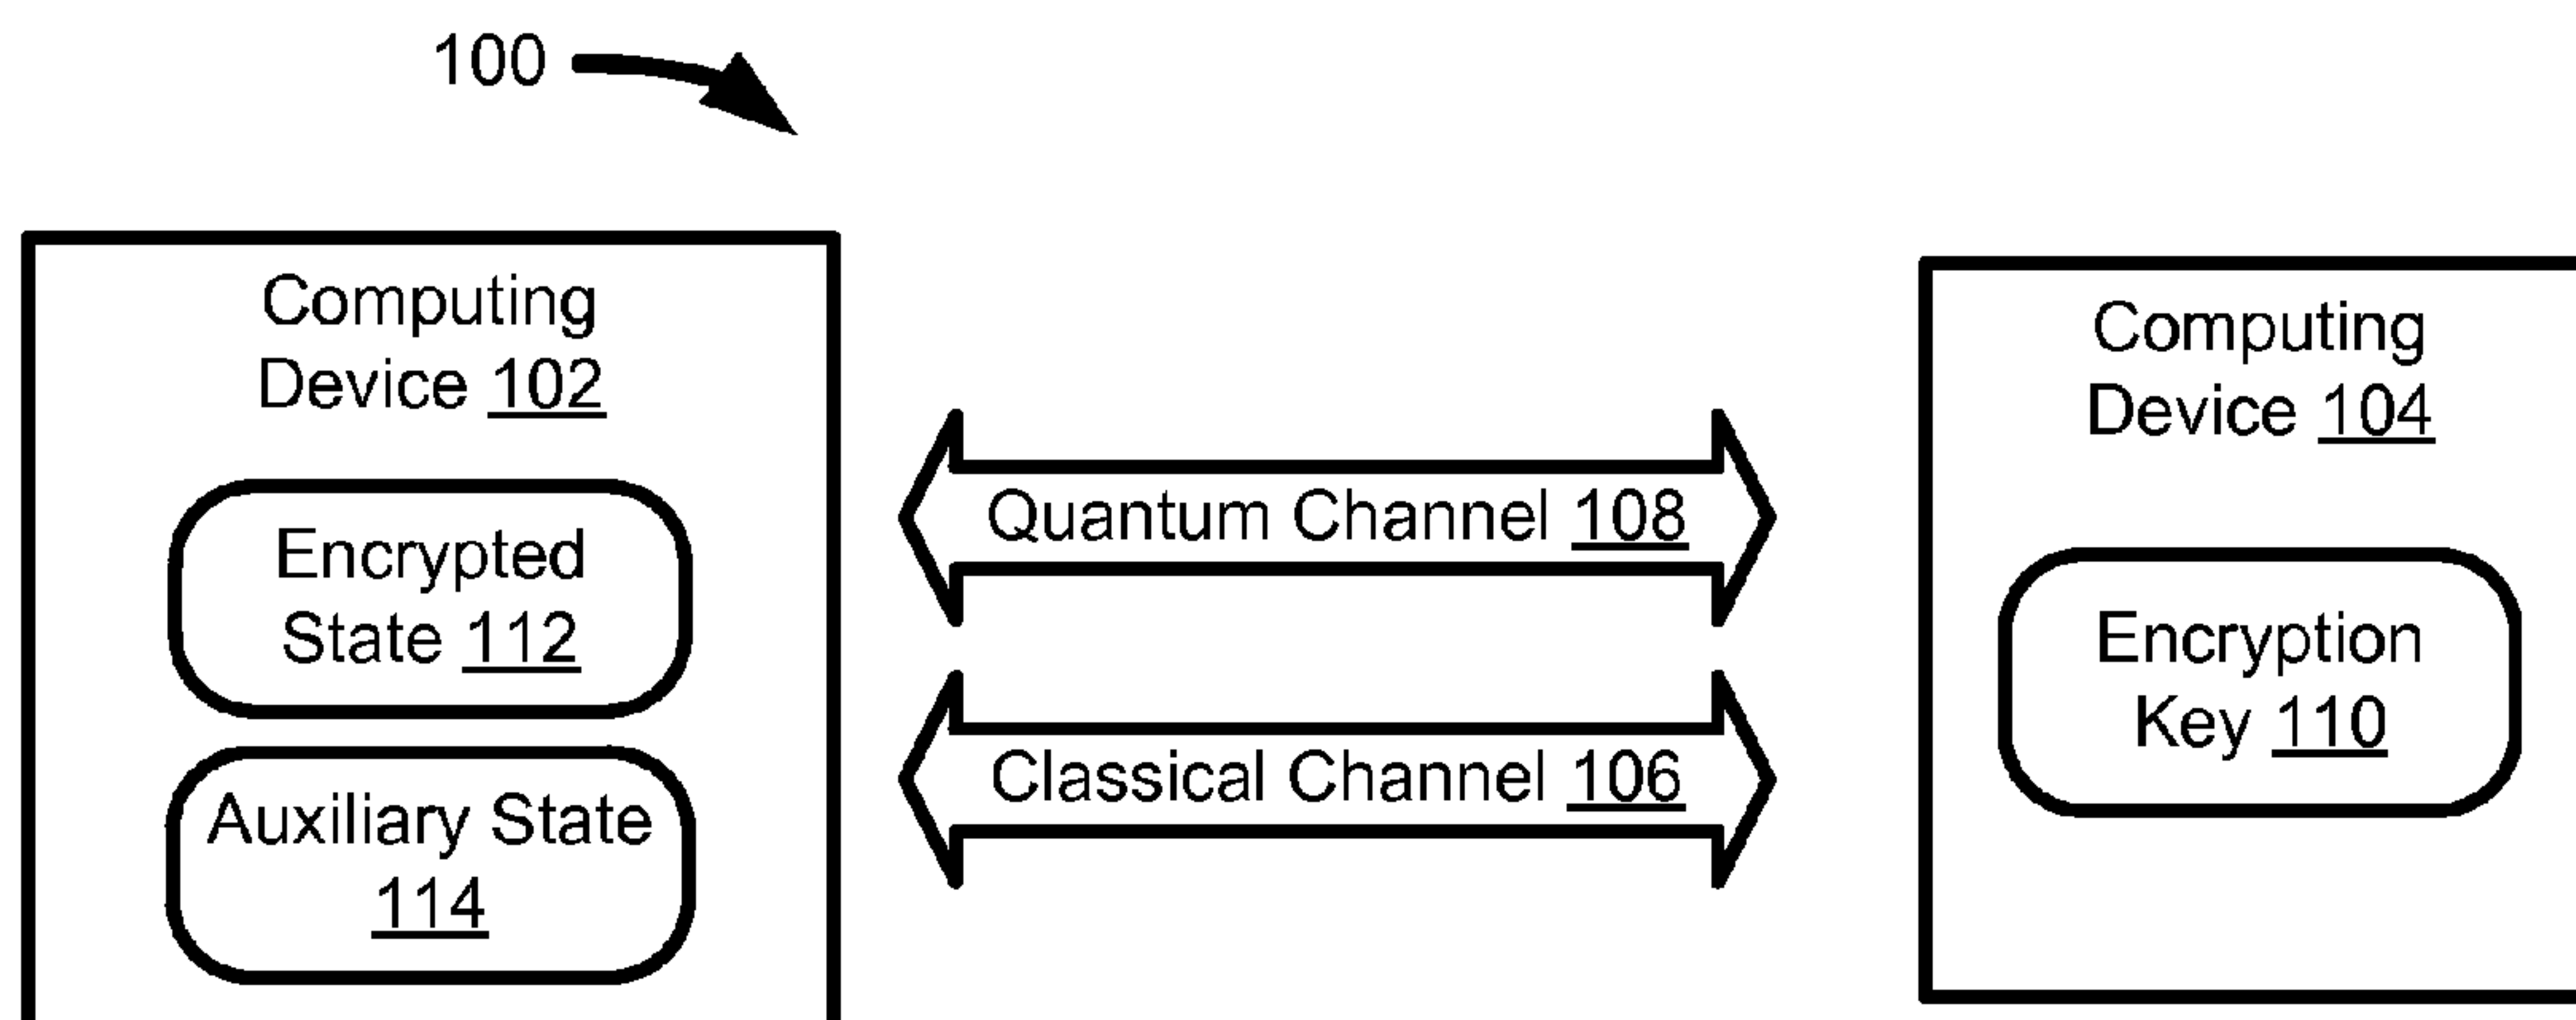 100
Computing
Device 102
Encrypted
State 112
Auxiliary State
114
Quantum Channel 108
Classical Channel 106
Computing
Device 104
Encryption
Key 110